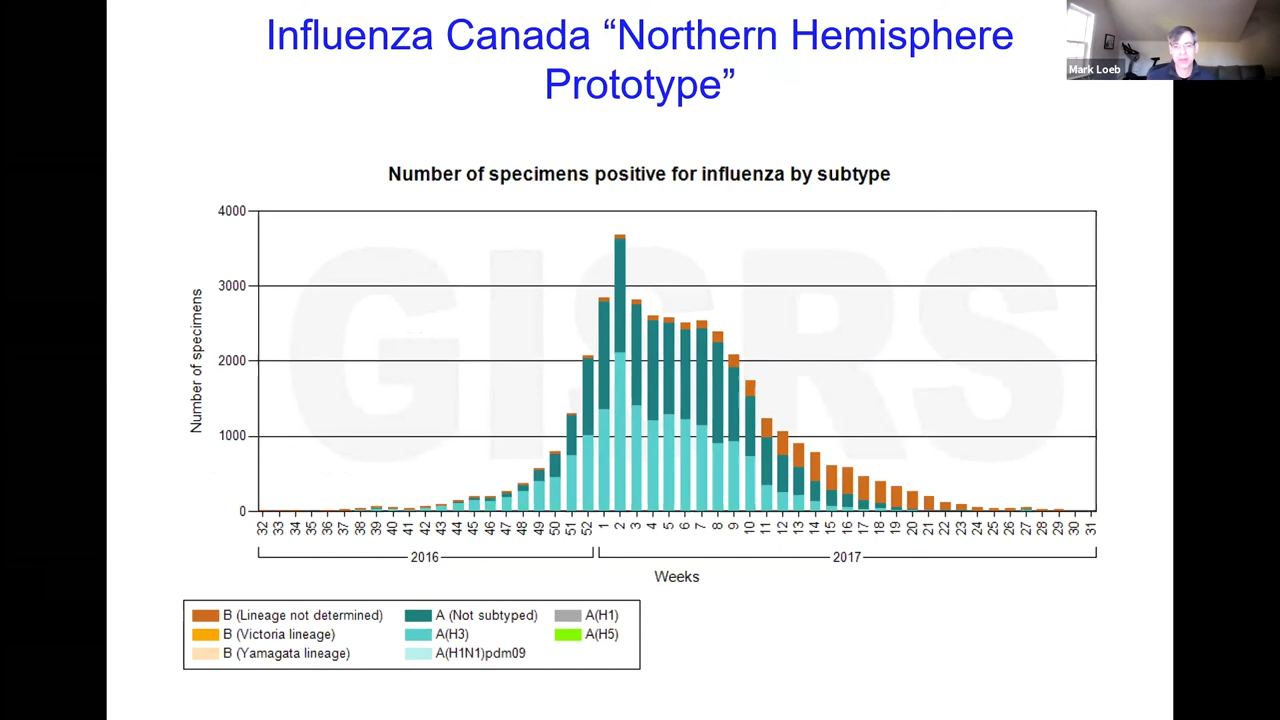 Influenza Canada “Northern Hemisphere
Prototype”
Mark Loeb
Number of specimens positive for influenza by subtype
GISRS
Number of specimens
4000
3000
2000
1000
0
32 33 34 35 36 37 38 39 40 41 42 43 44 45 46 47 48 49 50 51 52 1 2 3 4 5 6 7 8 9 10 11 12 13 14 15 16 17 18 19 20 21 22 23 24 25 26 27 28 29 30 31
2016 2017
Weeks
B (Lineage not determined) A (Not subtyped) A(H1)
B (Victoria lineage) A(H3) A(H5)
B (Yamagata lineage) A(H1N1)pdm09